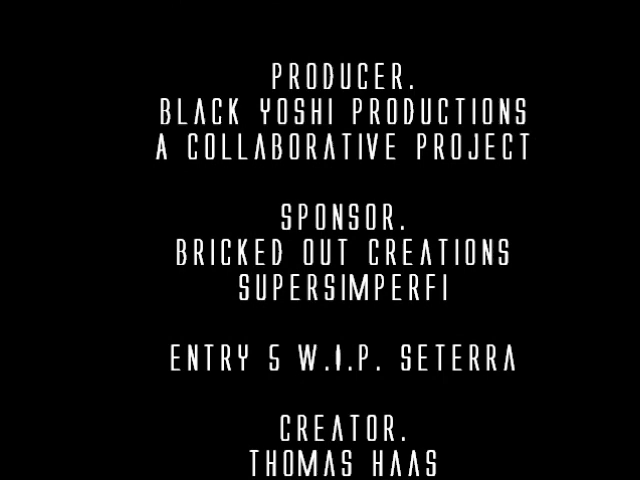 PRODUCER.
BLACK YOSHI PRODUCTIONS
A COLLABORATIVE PROJECT
SPONSOR.
BRICKED OUT CREATIONS
SUPERSIMPERFI
ENTRY 5 W.I.P. SETERRA
CREATOR.
THOMAS HAAS